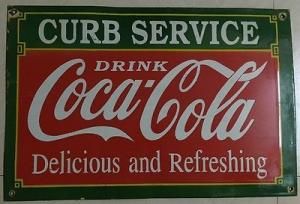 CURB SERVICE
DRINK
Coca-Cola
Delicious and Refreshing